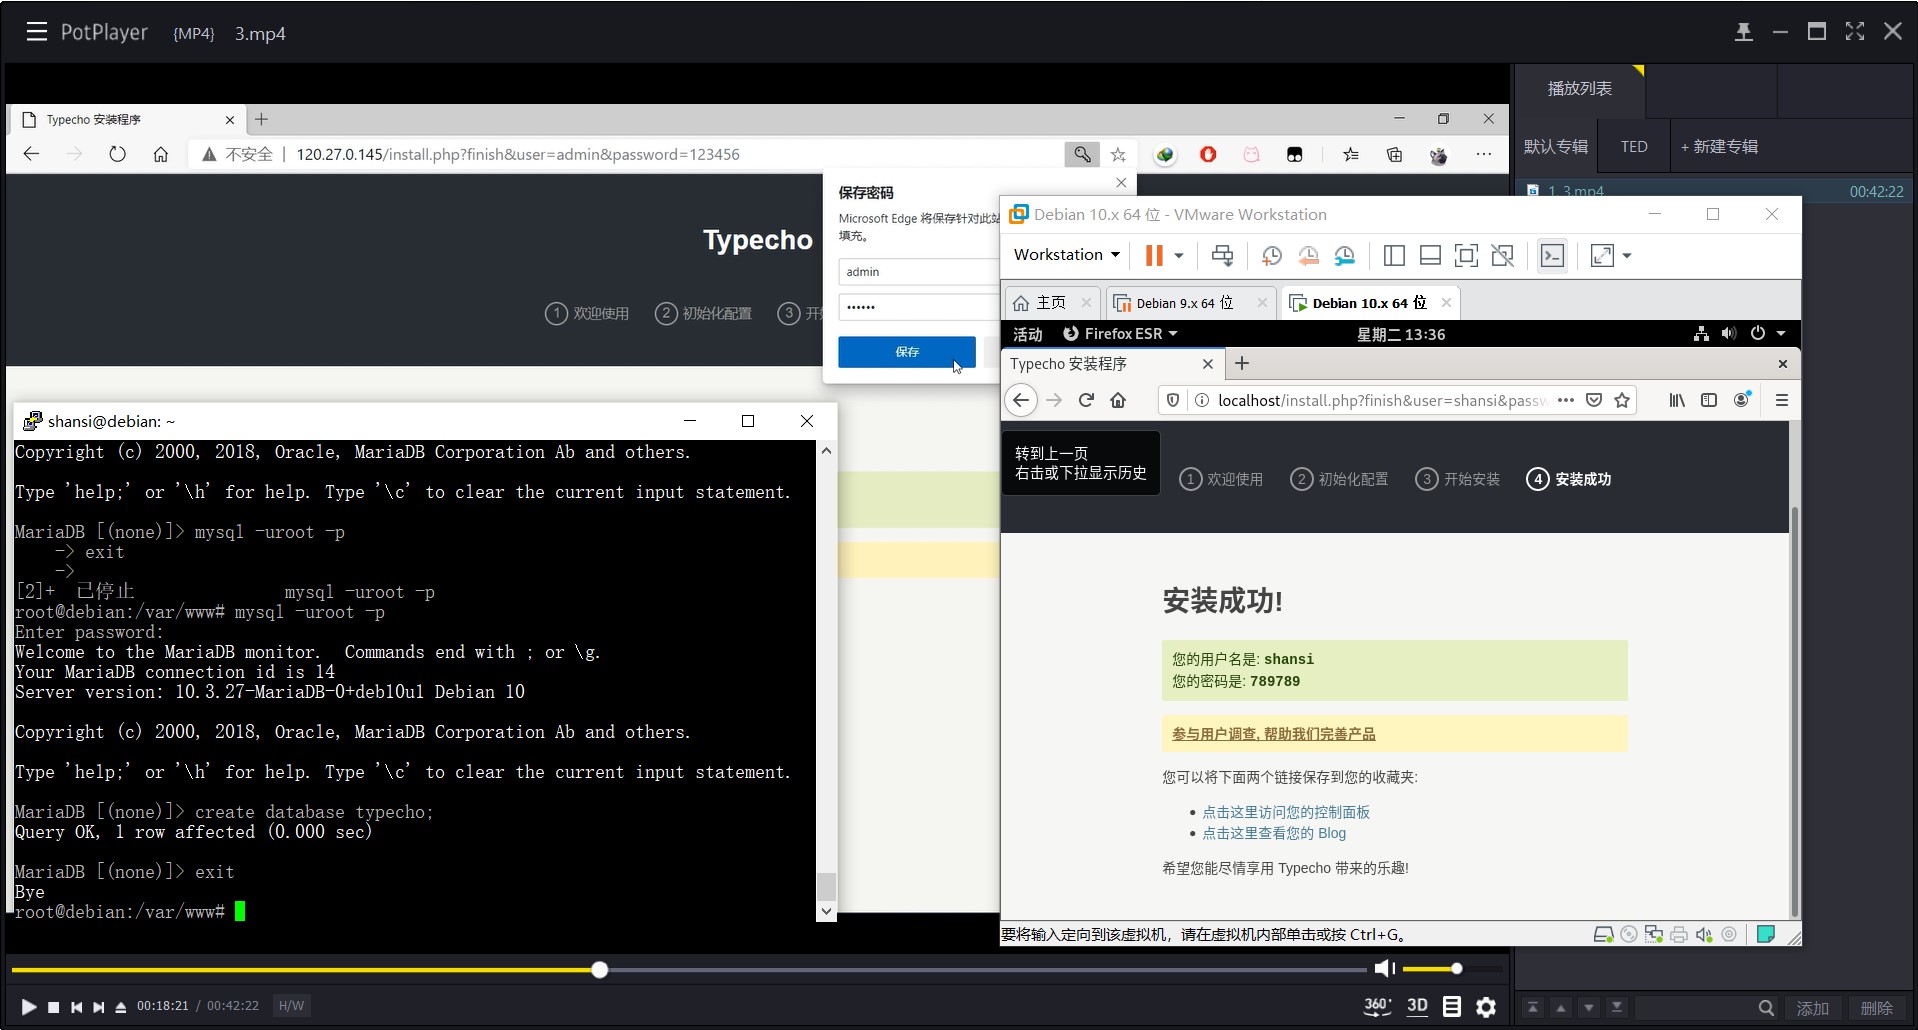 PotPlayer {MP4} 3.mp4
播放列表
默认专辑 TED + 新建专辑
1. 3.mp4 00:42:22
Typecho 安装程序
不安全 | 120.27.0.145/install.php?finish&user=admin&password=123456
Typecho
1 欢迎使用 2 初始化配置 3 开
保存密码
Microsoft Edge 将保存针对此站
填充。
admin
••••••
保存
shansi@debian: ~
Copyright (c) 2000, 2018, Oracle, MariaDB Corporation Ab and others.
Type 'help;' or '\h' for help. Type '\c' to clear the current input statement.
MariaDB [(none)]> mysql -uroot -p
-> exit
->
[2]+ 已停止 mysql -uroot -p
root@debian:/var/www# mysql -uroot -p
Enter password:
Welcome to the MariaDB monitor. Commands end with ; or \g.
Your MariaDB connection id is 14
Server version: 10.3.27-MariaDB-0+deb10u1 Debian 10
Copyright (c) 2000, 2018, Oracle, MariaDB Corporation Ab and others.
Type 'help;' or '\h' for help. Type '\c' to clear the current input statement.
MariaDB [(none)]> create database typecho;
Query OK, 1 row affected (0.000 sec)
MariaDB [(none)]> exit
Bye
root@debian:/var/www#
Debian 10.x 64 位 - VMware Workstation
Workstation
主页 Debian 9.x 64 位 Debian 10.x 64 位
活动 Firefox ESR 星期二 13:36
Typecho 安装程序
localhost/install.php?finish&user=shansi&passw
转到上一页
右击或下拉显示历史
1 欢迎使用 2 初始化配置 3 开始安装 4 安装成功
安装成功!
您的用户名是: shansi
您的密码是: 789789
参与用户调查, 帮助我们完善产品
您可以将下面两个链接保存到您的收藏夹:
• 点击这里访问您的控制面板
• 点击这里查看您的 Blog
希望您能尽情享用 Typecho 带来的乐趣!
要将输入定向到该虚拟机，请在虚拟机内部单击或按 Ctrl+G。
00:18:21 / 00:42:22 H/W
360° 3D
添加 删除